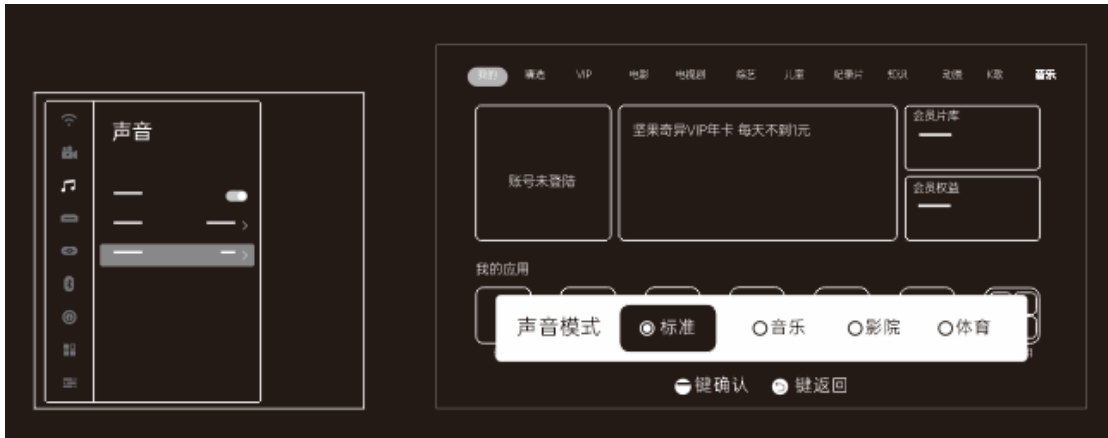 声音
我的 精选 VIP 电影 电视剧 综艺 儿童 纪录片 知识 动漫 K歌 音乐
账号未登陆
坚果奇异VIP年卡 每天不到1元
会员片库
会员权益
我的应用
声音模式 标准 音乐 影院 体育
键确认 键返回